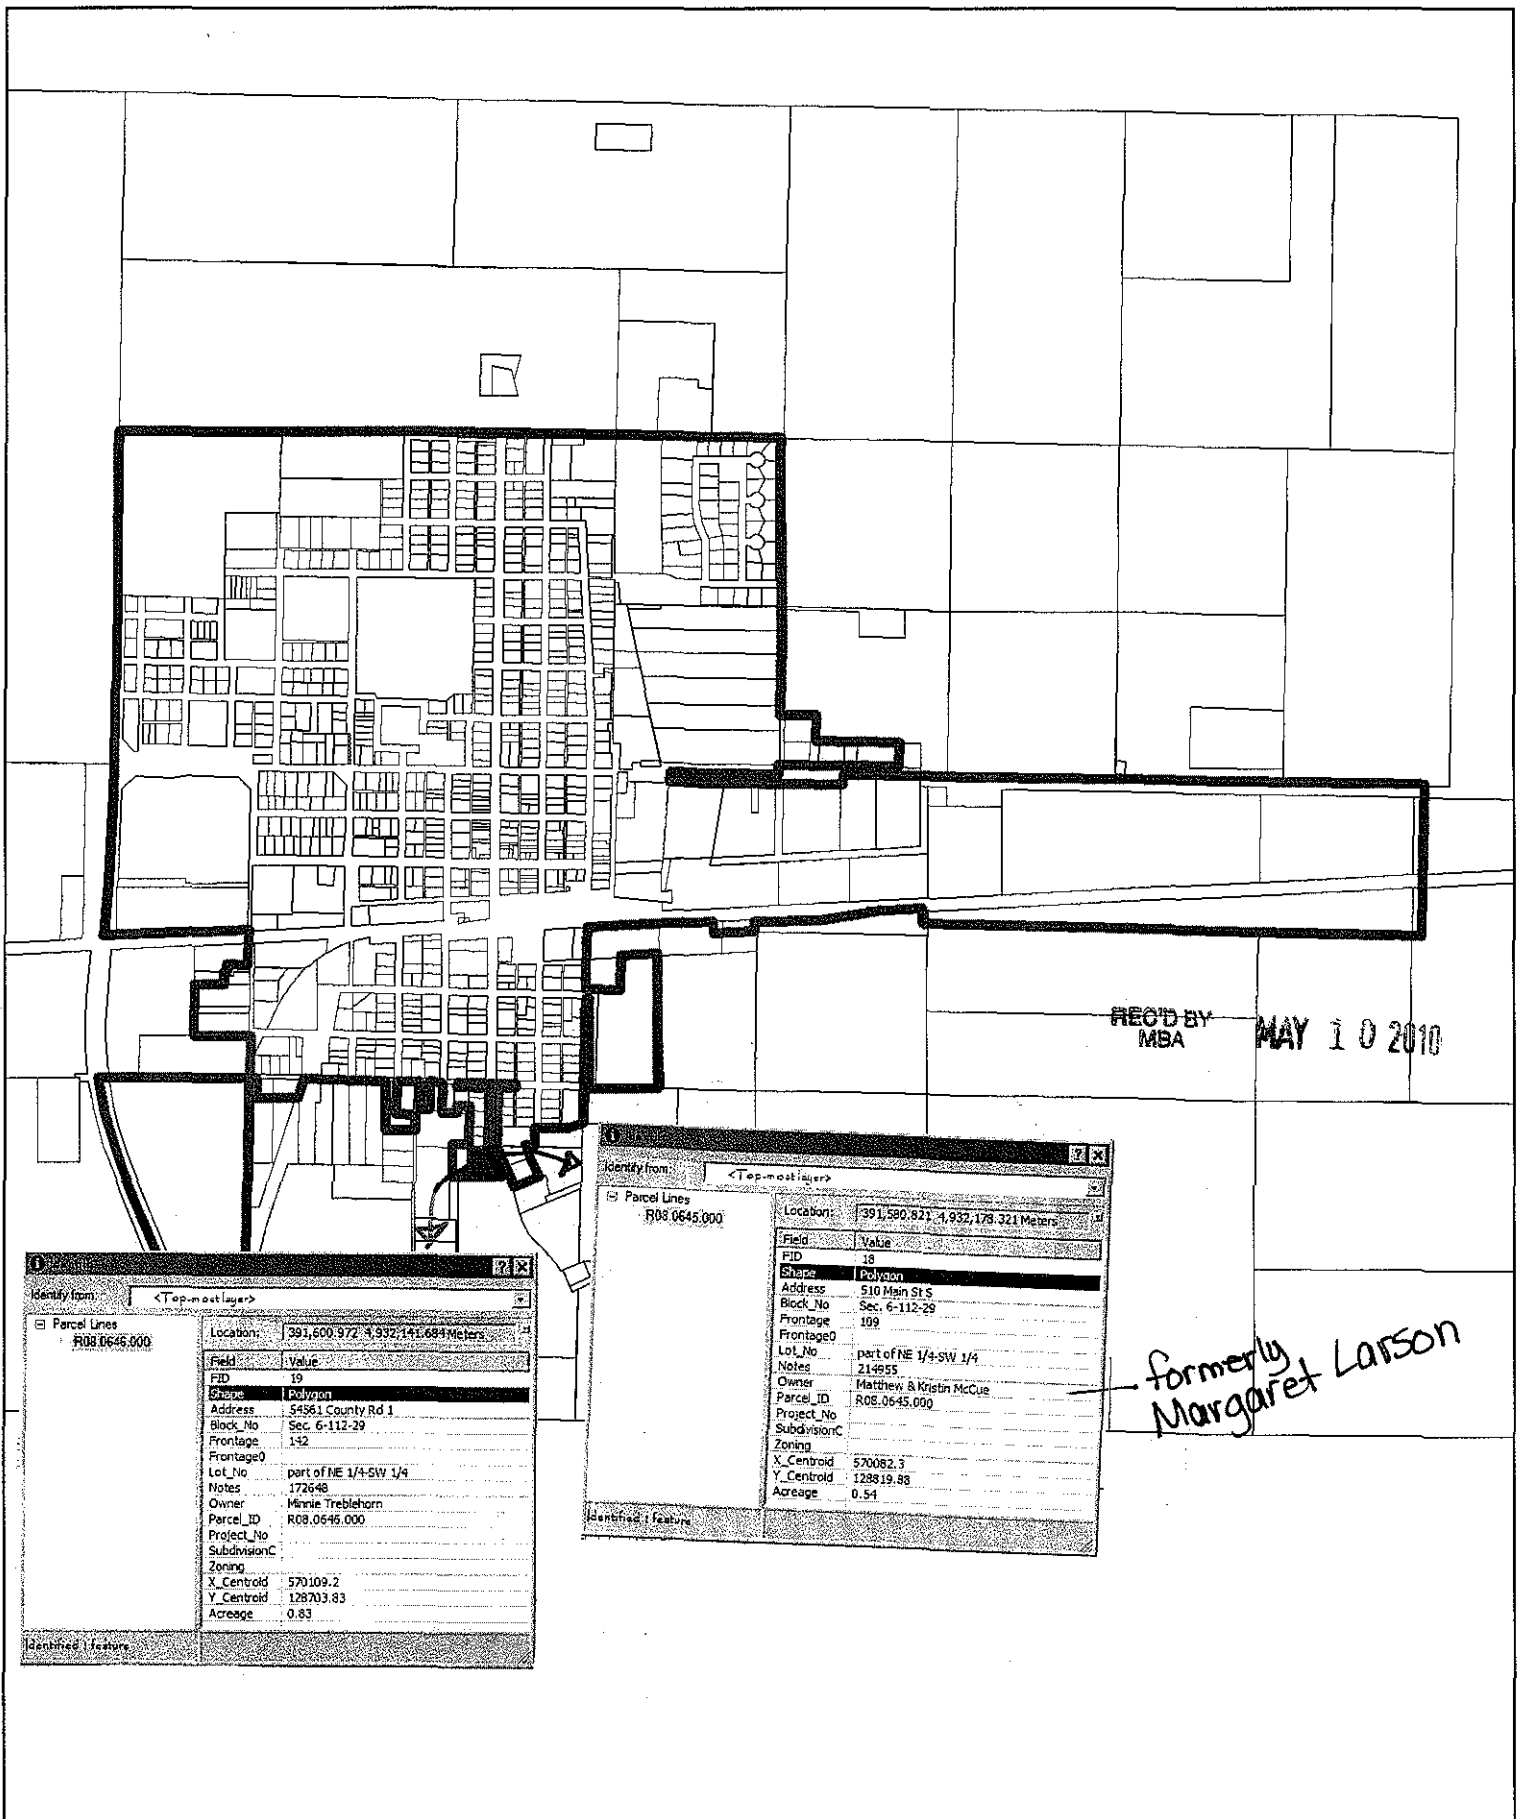 REC'D BY
MBA
MAY 10 2010
Identify from: <Top-most layer>
Parcel Lines
R08.0645.000
Location: 391,580.821 4,932,178.321 Meters
Field Value
FID 18
Shape Polygon
Address 510 Main St S
Block_No Sec. 6-112-29
Frontage 109
Frontage0
Lot_No part of NE 1/4-SW 1/4
Notes 214955
Owner Matthew & Kristin McCue
Parcel_ID R08.0645.000
Project_No
SubdivisionC
Zoning
X_Centroid 570082.3
Y_Centroid 128819.88
Acreage 0.54
Identified 1 feature
formerly
Margaret Larson
Identify from: <Top-most layer>
Parcel Lines
R08.0646.000
Location: 391,600.972 4,932,141.684 Meters
Field Value
FID 19
Shape Polygon
Address 54561 County Rd 1
Block_No Sec. 6-112-29
Frontage 142
Frontage0
Lot_No part of NE 1/4-SW 1/4
Notes 172648
Owner Minnie Treblehorn
Parcel_ID R08.0646.000
Project_No
SubdivisionC
Zoning
X_Centroid 570109.2
Y_Centroid 128703.83
Acreage 0.83
Identified 1 feature